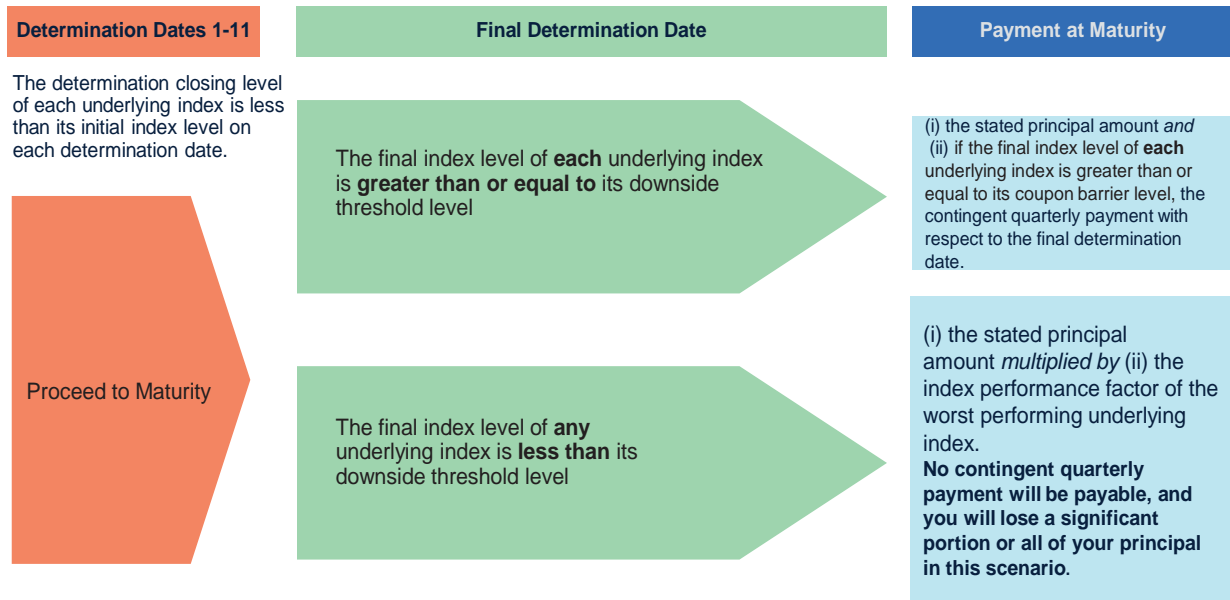 Determination Dates 1-11
Final Determination Date
Payment at Maturity
The determination closing level
of each underlying index is less
than its initial index level on
each determination date.
Proceed to Maturity
The final index level of each underlying index
is greater than or equal to its downside
threshold level
(i) the stated principal amount and
(ii) if the final index level of each
underlying index is greater than or
equal to its coupon barrier level, the
contingent quarterly payment with
respect to the final determination
date.
The final index level of any
underlying index is less than its
downside threshold level
(i) the stated principal
amount multiplied by (ii) the
index performance factor of the
worst performing underlying
index.
No contingent quarterly
payment will be payable, and
you will lose a significant
portion or all of your principal
in this scenario.